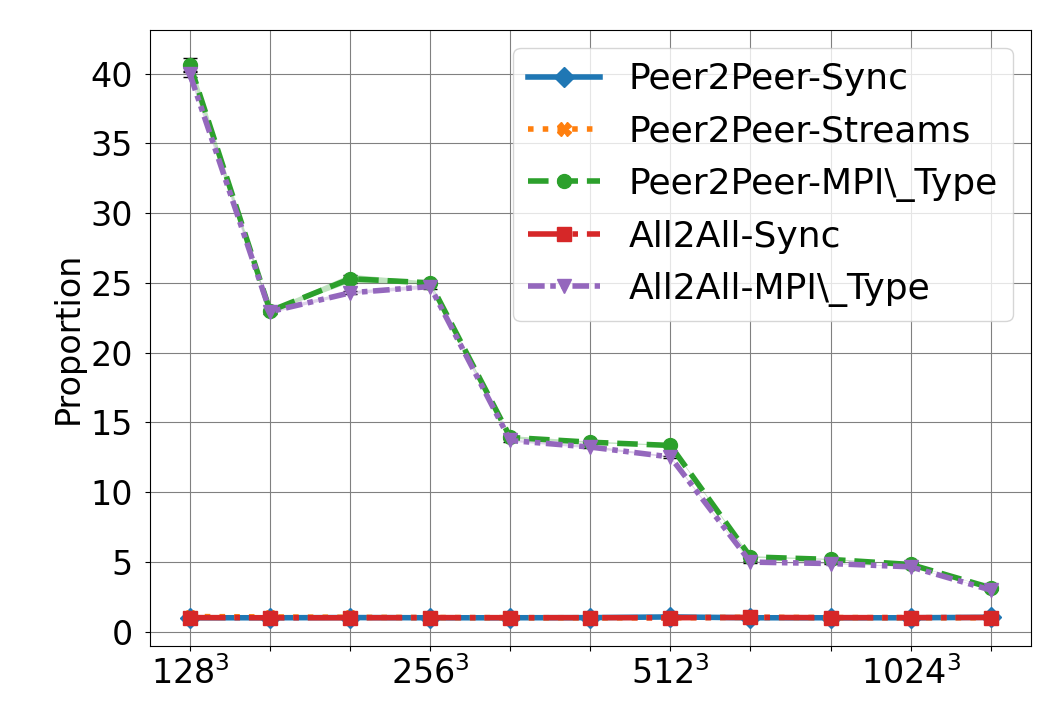 40
35
30
25
20
15
10
5
0
Proportion
Peer2Peer-Sync
Peer2Peer-Streams
Peer2Peer-MPI\_Type
All2All-Sync
All2All-MPI\_Type
128³ 256³ 512³ 1024³